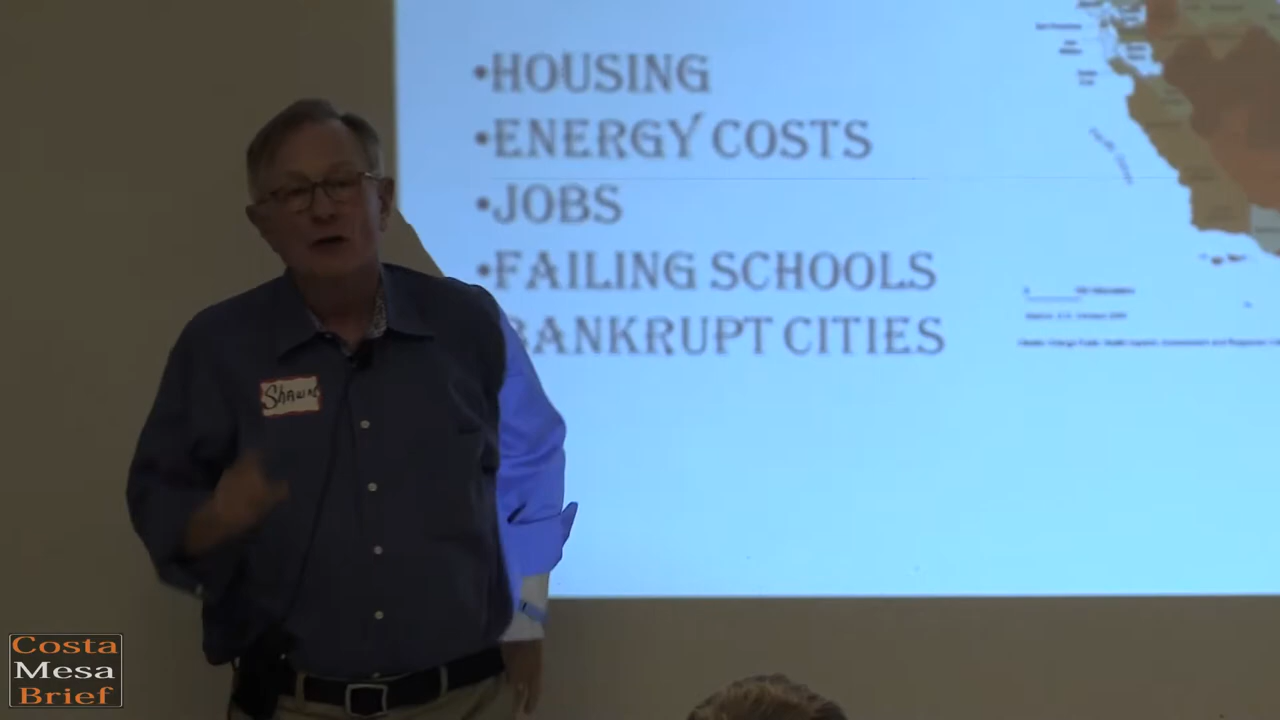 •HOUSING
•ENERGY COSTS
•JOBS
•FAILING SCHOOLS
BANKRUPT CITIES
Shawn
Costa
Mesa
Brief